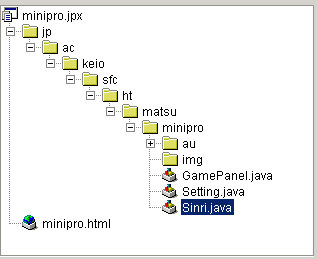 minipro.jpx
jp
ac
keio
sfc
ht
matsu
minipro
au
img
GamePanel.java
Setting.java
Sinri.java
minipro.html